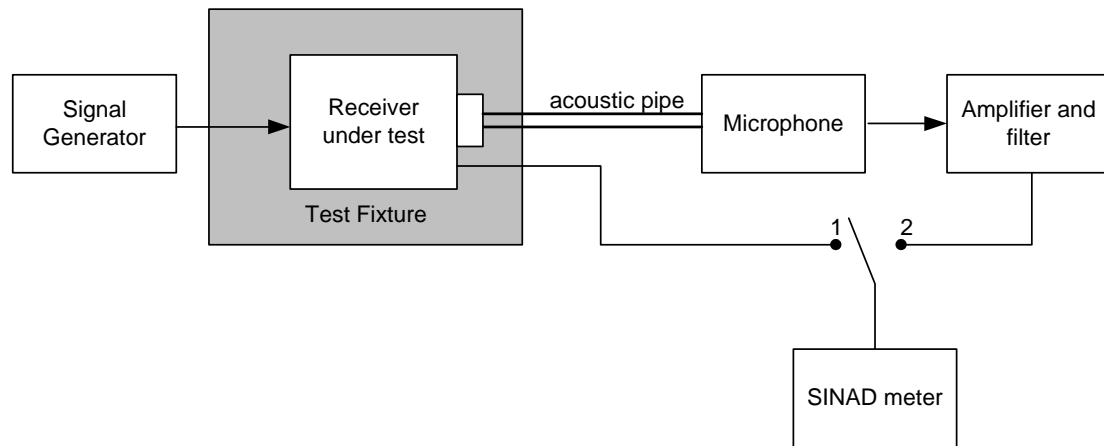 Signal
Generator
Receiver
under test
Test Fixture
acoustic pipe
Microphone
Amplifier and
filter
1
2
SINAD meter